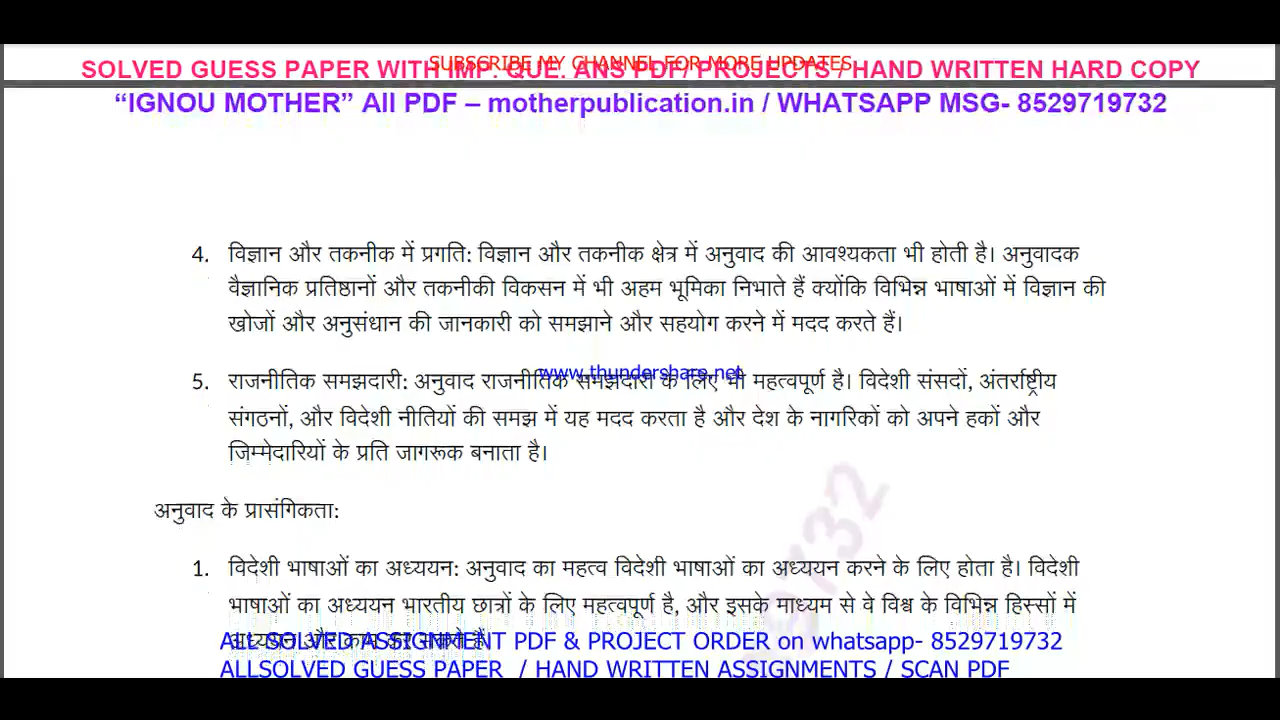 SUBSCRIBE MY CHANNEL FOR MORE UPDATES
SOLVED GUESS PAPER WITH IMP. QUE. ANS PDF/ PROJECTS / HAND WRITTEN HARD COPY
“IGNOU MOTHER” All PDF – motherpublication.in / WHATSAPP MSG- 8529719732
4. विज्ञान और तकनीक में प्रगति: विज्ञान और तकनीक क्षेत्र में अनुवाद की आवश्यकता भी होती है। अनुवादक
वैज्ञानिक प्रतिष्ठानों और तकनीकी विकसन में भी अहम भूमिका निभाते हैं क्योंकि विभिन्न भाषाओं में विज्ञान की
खोजों और अनुसंधान की जानकारी को समझाने और सहयोग करने में मदद करते हैं।
www.thundershare.net
5. राजनीतिक समझदारी: अनुवाद राजनीतिक समझदारी के लिए भी महत्वपूर्ण है। विदेशी संसदों, अंतर्राष्ट्रीय
संगठनों, और विदेशी नीतियों की समझ में यह मदद करता है और देश के नागरिकों को अपने हकों और
जिम्मेदारियों के प्रति जागरूक बनाता है।
अनुवाद के प्रासंगिकता:
1. विदेशी भाषाओं का अध्ययन: अनुवाद का महत्व विदेशी भाषाओं का अध्ययन करने के लिए होता है। विदेशी
भाषाओं का अध्ययन भारतीय छात्रों के लिए महत्वपूर्ण है, और इसके माध्यम से वे विश्व के विभिन्न हिस्सों में
अध्ययन और काम कर सकते हैं
ALL SOLVED ASSIGNMENT PDF & PROJECT ORDER on whatsapp- 8529719732
ALLSOLVED GUESS PAPER / HAND WRITTEN ASSIGNMENTS / SCAN PDF